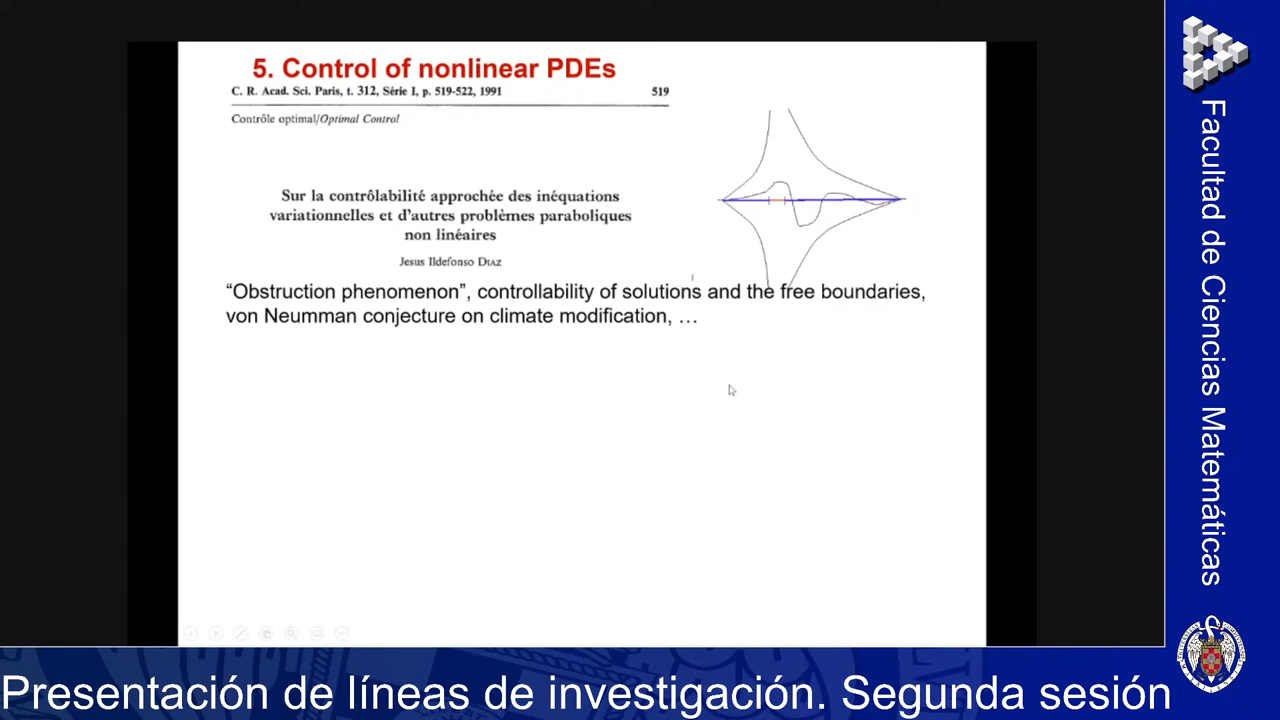 5. Control of nonlinear PDEs
C. R. Acad. Sci. Paris, t. 312, Série I, p. 519-522, 1991
519
Contrôle optimal/Optimal Control
Sur la contrôlabilité approchée des inéquations
variationnelles et d'autres problèmes paraboliques
non linéaires
Jesus Ildefonso DIAZ
“Obstruction phenomenon”, controllability of solutions and the free boundaries,
von Neumman conjecture on climate modification, …
Facultad de Ciencias Matemáticas
Presentación de líneas de investigación. Segunda sesión